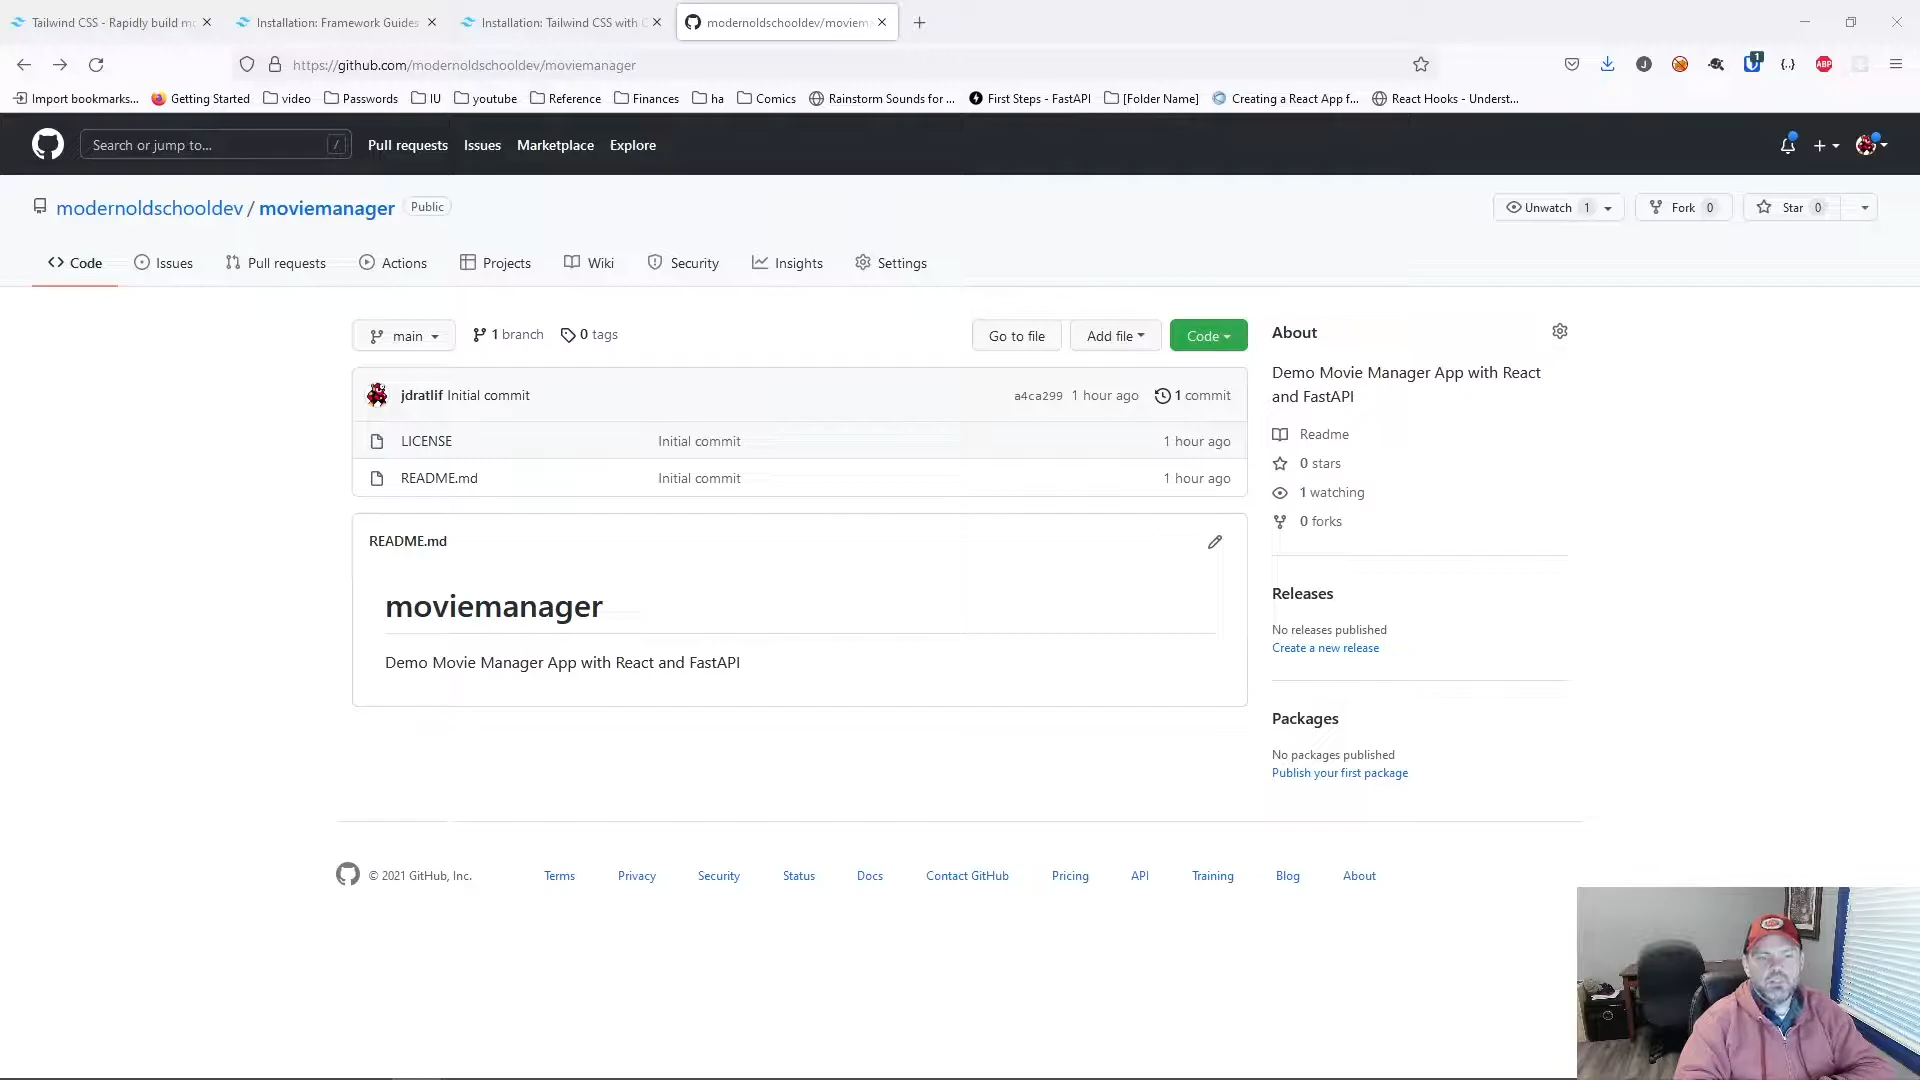 Tailwind CSS - Rapidly build mo
Installation: Framework Guides
Installation: Tailwind CSS with C
modernoldschooldev/moviema
https://github.com/modernoldschooldev/moviemanager
1
J
{..}
ABP
Import bookmarks...
Getting Started
video
Passwords
IU
youtube
Reference
Finances
ha
Comics
Rainstorm Sounds for ...
First Steps - FastAPI
[Folder Name]
Creating a React App f...
React Hooks - Underst...
Search or jump to...
/
Pull requests
Issues
Marketplace
Explore
modernoldschooldev / moviemanager
Public
Unwatch 1
Fork 0
Star 0
Code
Issues
Pull requests
Actions
Projects
Wiki
Security
Insights
Settings
main
1 branch
0 tags
Go to file
Add file
Code
jdratlif Initial commit
a4ca299 1 hour ago
1 commit
LICENSE
Initial commit
1 hour ago
README.md
Initial commit
1 hour ago
README.md
moviemanager
Demo Movie Manager App with React and FastAPI
About
Demo Movie Manager App with React
and FastAPI
Readme
0 stars
1 watching
0 forks
Releases
No releases published
Create a new release
Packages
No packages published
Publish your first package
© 2021 GitHub, Inc.
Terms
Privacy
Security
Status
Docs
Contact GitHub
Pricing
API
Training
Blog
About